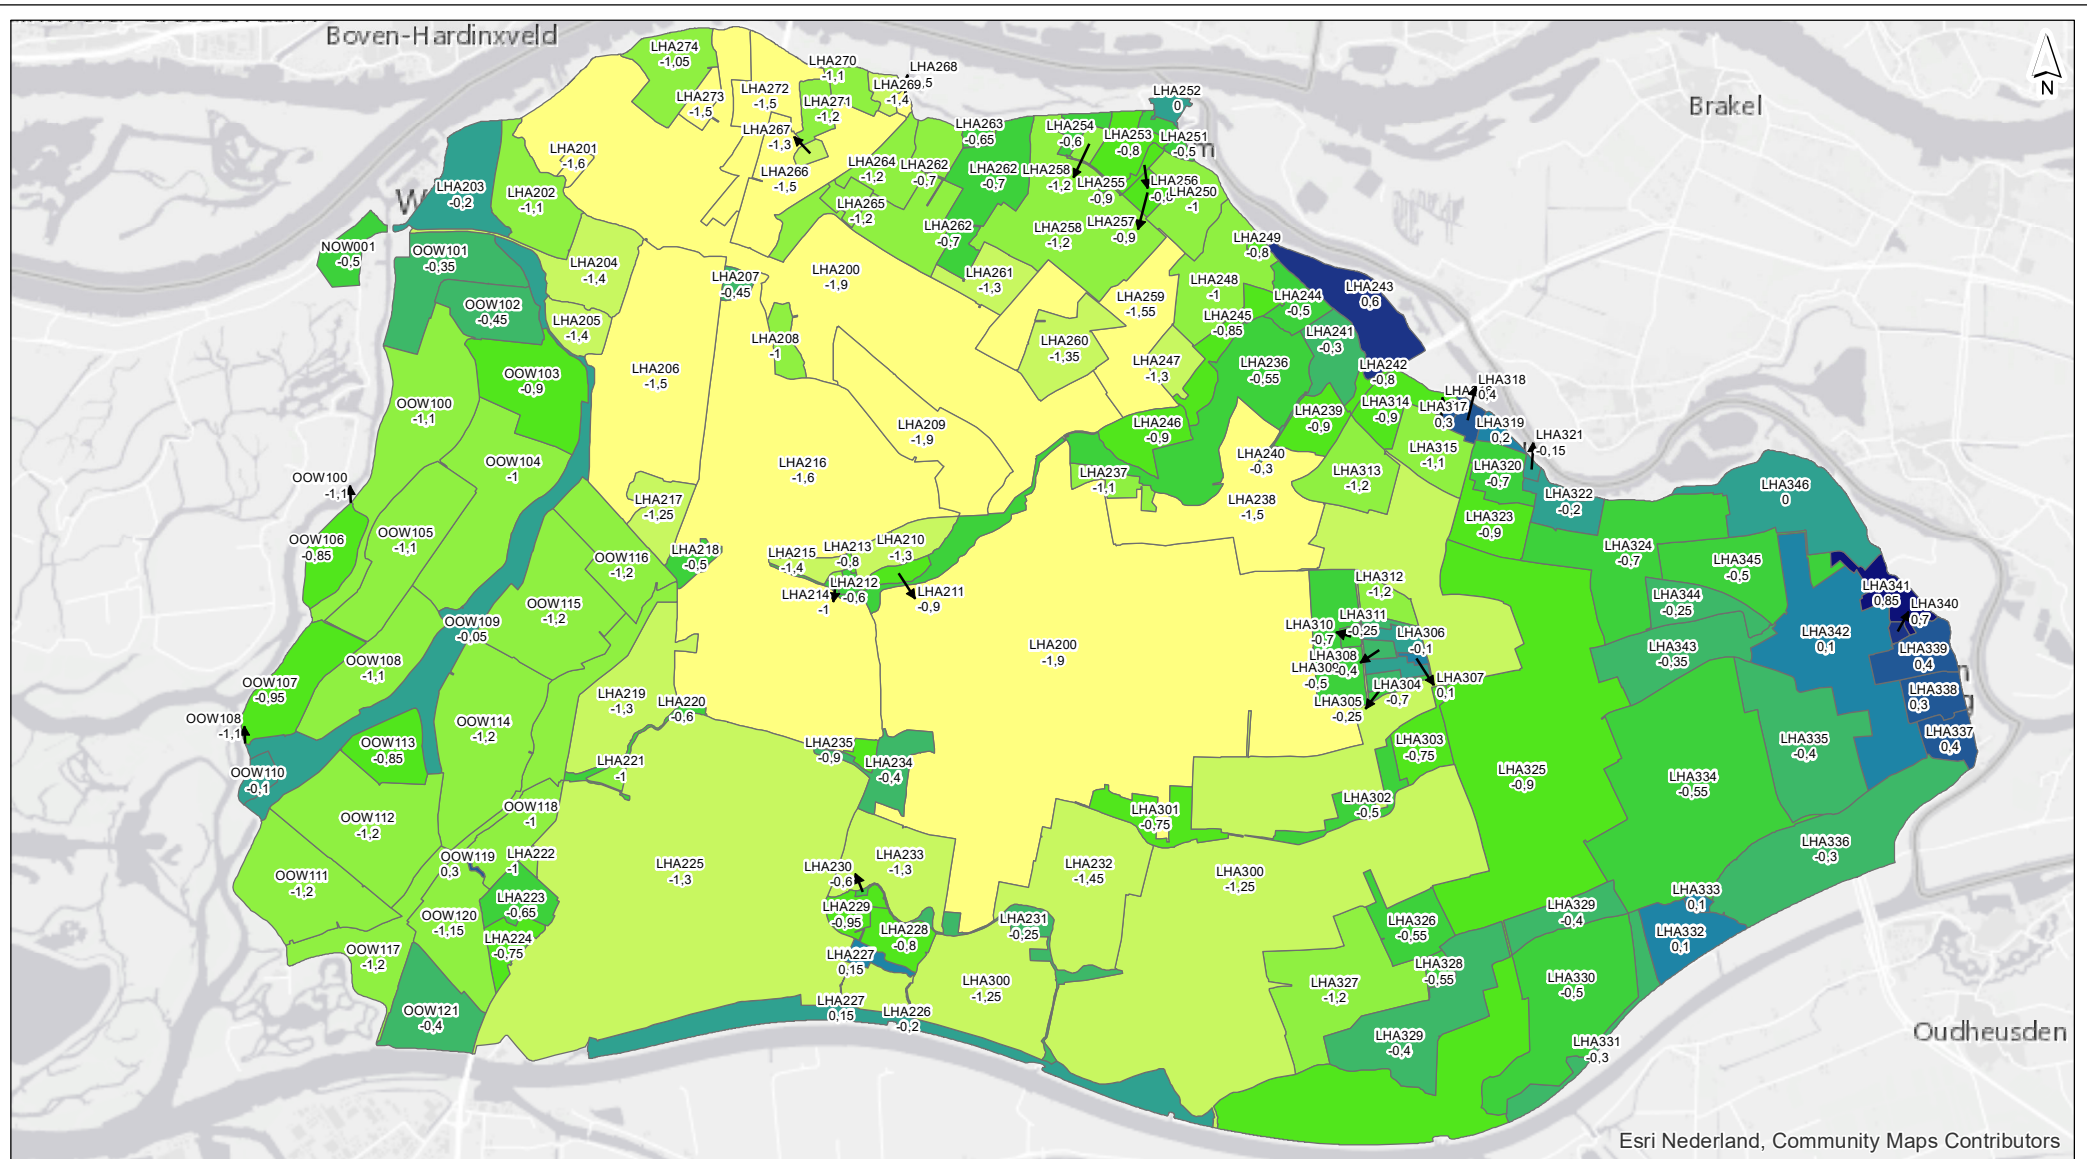 Boven-Hardinxveld
Brakel
N
LHA274
-1,05
LHA270
-1,1
LHA268
LHA269
-1,4
LHA272
-1,5
LHA273
-1,5
LHA271
-1,2
LHA252
0
LHA267
-1,3
LHA263
-0,65
LHA254
-0,6
LHA253
-0,8
LHA251
-0,5
LHA201
-1,6
LHA264
-1,2
LHA262
-0,7
LHA262
-0,7
LHA258
-1,2
LHA255
-0,9
LHA256
LHA250
-1
LHA266
-1,5
LHA203
-0,2
LHA202
-1,1
LHA265
-1,2
LHA262
-0,7
LHA258
-1,2
LHA257
-0,9
LHA249
-0,8
NOW001
-0,5
OOW101
-0,35
LHA204
-1,4
LHA207
-0,45
LHA200
-1,9
LHA261
-1,3
LHA248
-1
LHA243
0,6
OOW102
-0,45
LHA205
-1,4
LHA259
-1,55
LHA244
-0,5
LHA245
-0,85
LHA241
-0,3
LHA208
-1
LHA260
-1,35
LHA206
-1,5
OOW103
-0,9
LHA247
-1,3
LHA236
-0,55
LHA242
-0,8
LHA318
0,4
OOW100
-1,1
LHA239
-0,9
LHA314
-0,9
LHA317
0,3
LHA319
0,2
LHA209
-1,9
LHA246
-0,9
LHA321
-0,15
OOW104
-1
LHA216
-1,6
LHA240
-0,3
LHA315
-1,1
LHA320
-0,7
OOW100
-1,1
LHA237
-1,1
LHA313
-1,2
LHA346
0
LHA217
-1,25
LHA238
-1,5
LHA322
-0,2
OOW106
-0,85
OOW105
-1,1
LHA323
-0,9
LHA218
-0,5
LHA215
-1,4
LHA213
-0,8
LHA210
-1,3
LHA324
-0,7
LHA345
-0,5
OOW116
-1,2
LHA214
-1
LHA212
-0,6
LHA211
-0,9
LHA312
-1,2
LHA344
-0,25
LHA341
0,85
LHA340
0,7
OOW115
-1,2
OOW109
-0,05
LHA310
-0,7
LHA311
-0,25
LHA306
-0,1
LHA342
0,1
LHA200
-1,9
LHA343
-0,35
LHA339
0,4
OOW108
-1,1
LHA308
-0,4
LHA309
-0,5
LHA307
0,1
OOW107
-0,95
LHA304
-0,7
LHA338
0,3
LHA219
-1,3
LHA220
-0,6
LHA305
-0,25
OOW108
-1,1
OOW114
-1,2
LHA337
0,4
OOW113
-0,85
LHA235
-0,9
LHA303
-0,75
LHA335
-0,4
OOW110
-0,1
LHA221
-1
LHA234
-0,4
LHA325
-0,9
LHA334
-0,55
OOW118
-1
LHA302
-0,5
LHA301
-0,75
OOW112
-1,2
LHA336
-0,3
OOW119
0,3
LHA222
-1
LHA225
-1,3
LHA230
-0,6
LHA233
-1,3
LHA232
-1,45
LHA300
-1,25
OOW111
-1,2
LHA223
-0,65
LHA333
0,1
OOW120
-1,15
LHA229
-0,95
LHA231
-0,25
LHA326
-0,55
LHA329
-0,4
LHA224
-0,75
LHA228
-0,8
LHA332
0,1
OOW117
-1,2
LHA227
0,15
LHA328
-0,55
LHA330
-0,5
LHA300
-1,25
LHA327
-1,2
OOW121
-0,4
LHA227
0,15
LHA226
-0,2
LHA329
-0,4
LHA331
-0,3
Oudheusden
Esri Nederland, Community Maps Contributors